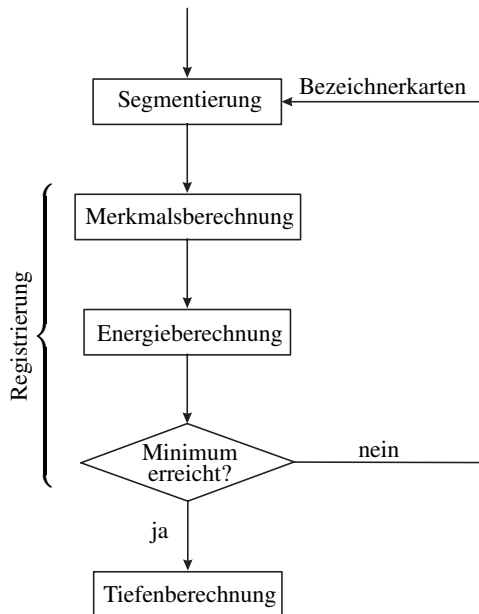 Bezeichnerkarten
Segmentierung
Merkmalsberechnung
Registrierung
Energieberechnung
Minimum
erreicht?
nein
ja
Tiefenberechnung